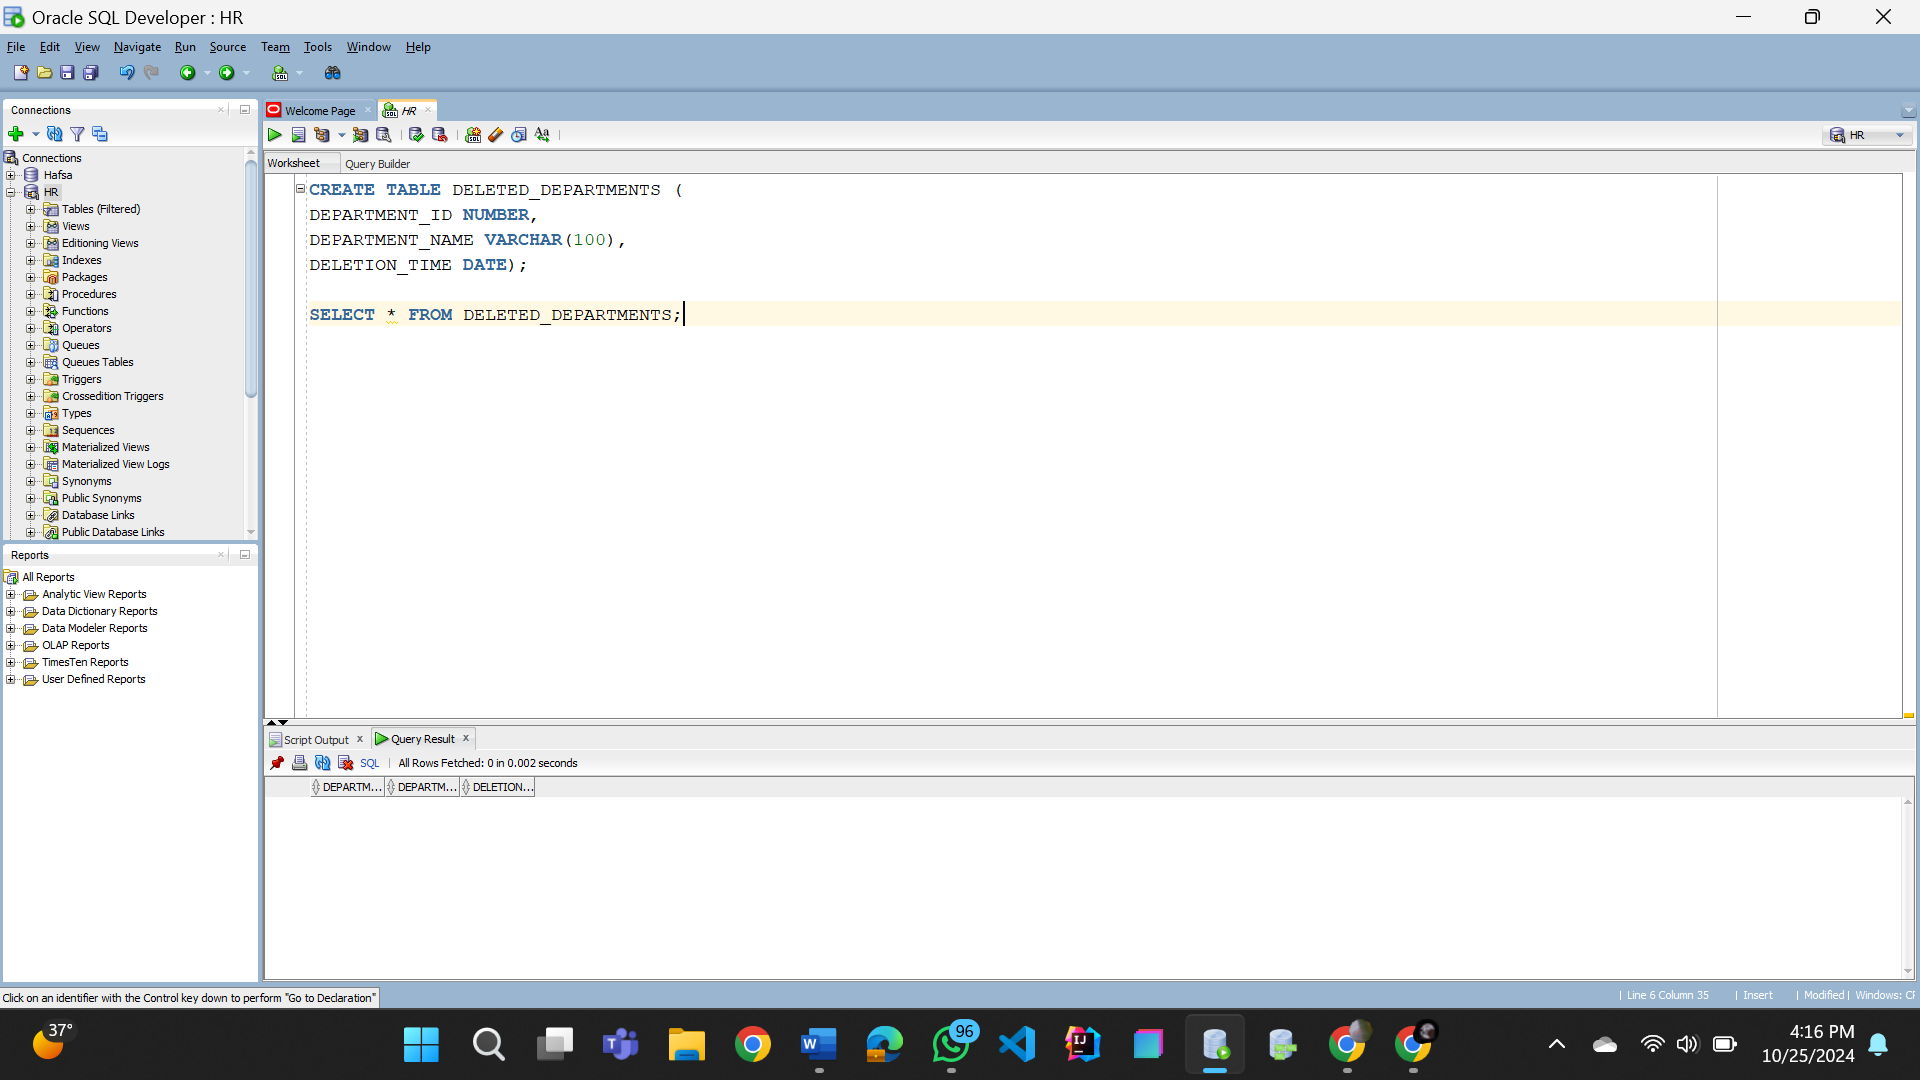 Oracle SQL Developer : HR
File Edit View Navigate Run Source Team Tools Window Help
Connections
Welcome Page
HR
HR
Worksheet
Query Builder
Connections
Hafsa
HR
Tables (Filtered)
Views
Editioning Views
Indexes
Packages
Procedures
Functions
Operators
Queues
Queues Tables
Triggers
Crossedition Triggers
Types
Sequences
Materialized Views
Materialized View Logs
Synonyms
Public Synonyms
Database Links
Public Database Links
CREATE TABLE DELETED_DEPARTMENTS (
DEPARTMENT_ID NUMBER,
DEPARTMENT_NAME VARCHAR(100),
DELETION_TIME DATE);
SELECT * FROM DELETED_DEPARTMENTS;
Reports
All Reports
Analytic View Reports
Data Dictionary Reports
Data Modeler Reports
OLAP Reports
TimesTen Reports
User Defined Reports
Script Output
Query Result
SQL | All Rows Fetched: 0 in 0.002 seconds
DEPARTM... DEPARTM... DELETION...
Click on an identifier with the Control key down to perform "Go to Declaration"
| Line 6 Column 35 | Insert | Modified | Windows: CF
37°
96
4:16 PM
10/25/2024